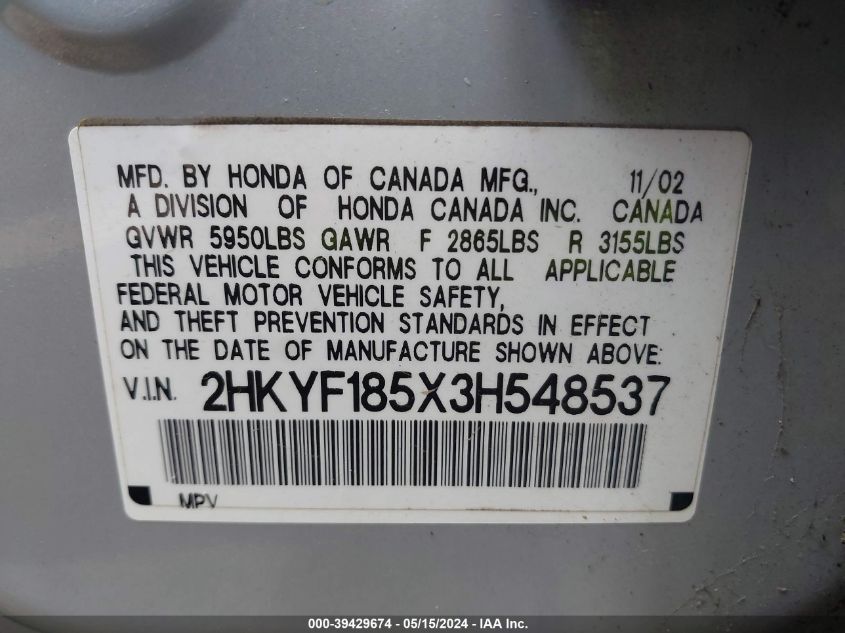 MFD. BY HONDA OF CANADA MFG., 11/02
A DIVISION OF HONDA CANADA INC. CANADA
GVWR 5950LBS GAWR F 2865LBS R 3155LBS
THIS VEHICLE CONFORMS TO ALL APPLICABLE
FEDERAL MOTOR VEHICLE SAFETY,
AND THEFT PREVENTION STANDARDS IN EFFECT
ON THE DATE OF MANUFACTURE SHOWN ABOVE:
V.I.N. 2HKYF185X3H548537
MPV
000-39429674 - 05/15/2024 - IAA Inc.